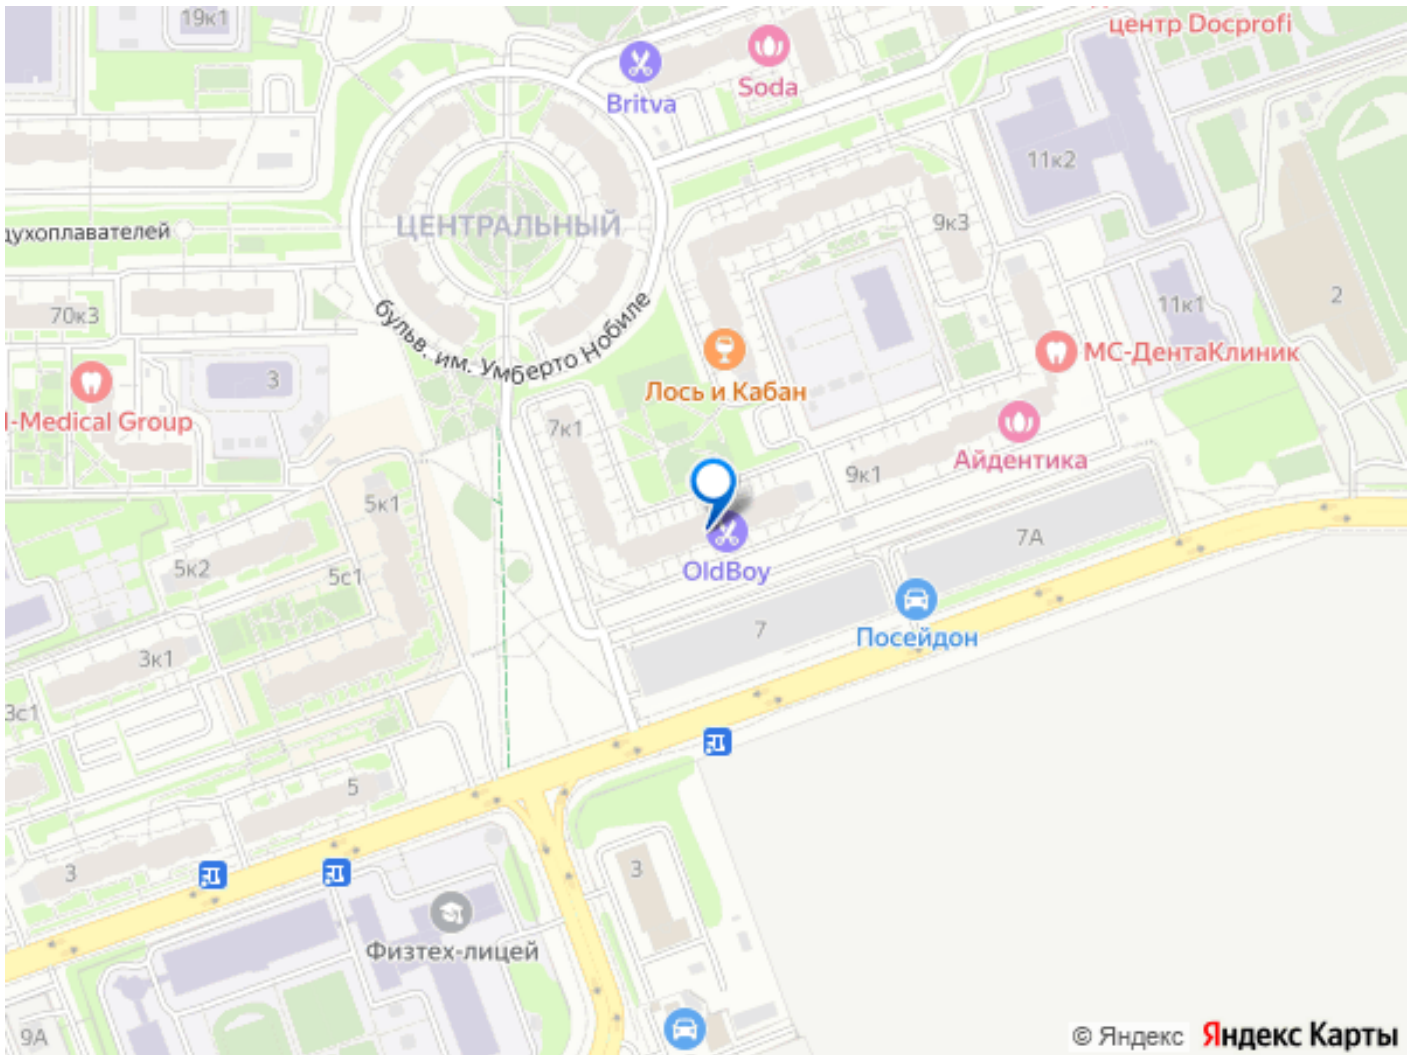 19к1
центр Docprofi
Soda
Britva
11к2
ЦЕНТРАЛЬНЫЙ
9к3
духоплавателей
2
11к1
70к3
бульв. им. Умберто Нобиле
МС-ДентаКлиник
3
Лось и Кабан
I-Medical Group
7к1
Айдентика
9к1
5к1
7А
OldBoy
5к2
5с1
7
Посейдон
3к1
3с1
5
3
3
Физтех-лицей
9А
© Яндекс Яндекс Карты